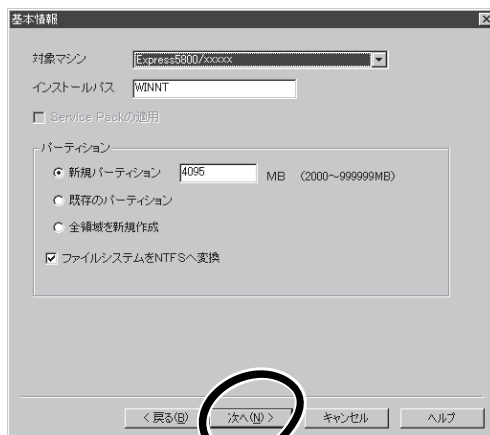 基本情報
対象マシン Express5800/xxxxx
インストールパス WINNT
Service Packの適用
パーティション
新規パーティション 4095 MB (2000~999999MB)
既存のパーティション
全領域を新規作成
ファイルシステムをNTFSへ変換
< 戻る(B) 次へ(N) > キャンセル ヘルプ